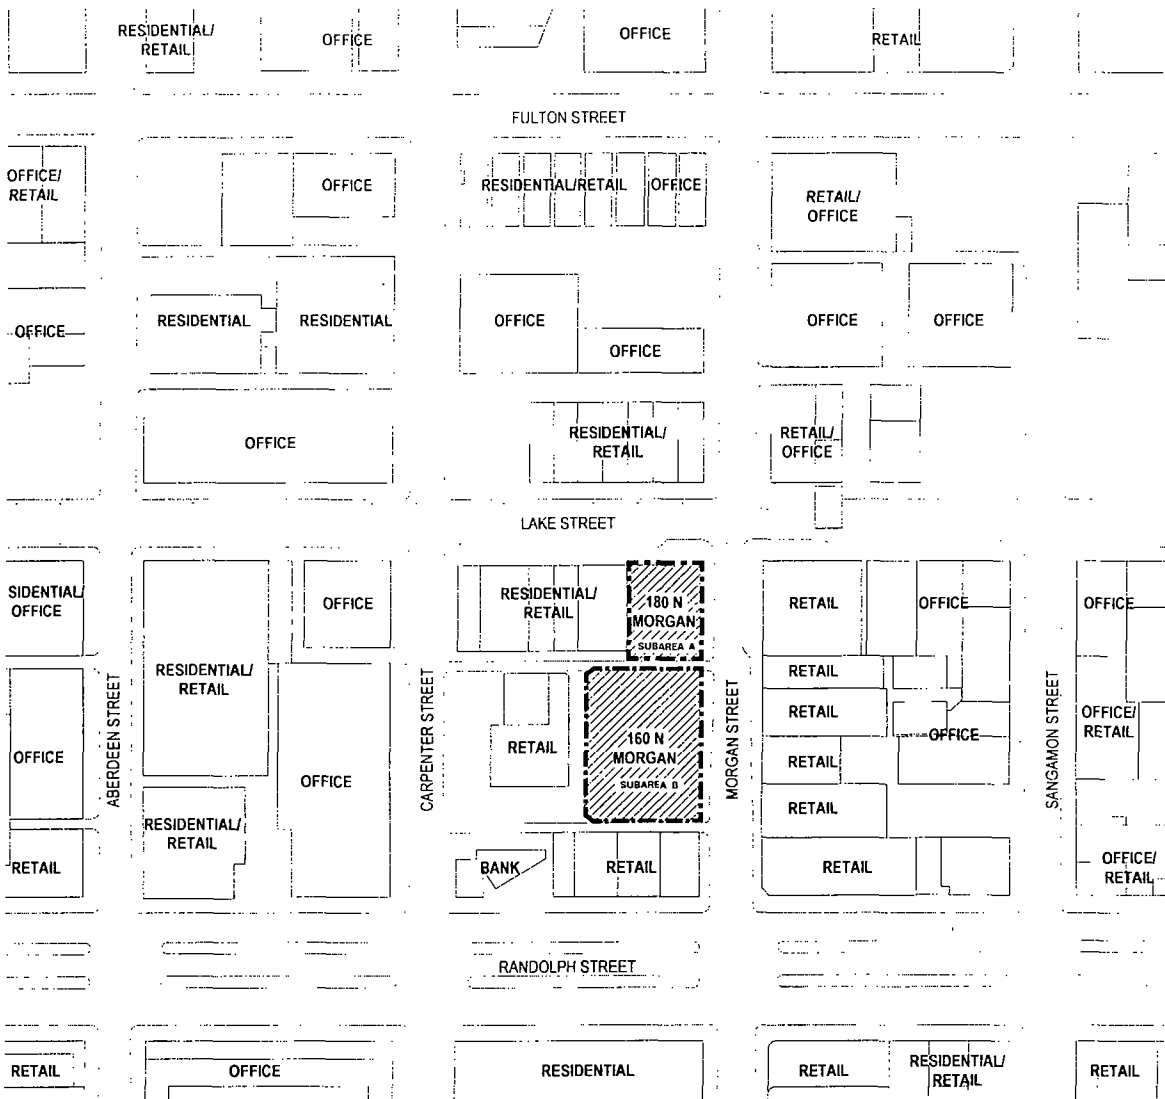 RESIDENTIAL/
RETAIL
OFFICE
OFFICE
RETAIL
FULTON STREET
OFFICE/
RETAIL
OFFICE
RESIDENTIAL/RETAIL
OFFICE
RETAIL/
OFFICE
OFFICE
RESIDENTIAL
RESIDENTIAL
OFFICE
OFFICE
OFFICE
OFFICE
OFFICE
RESIDENTIAL/
RETAIL
RETAIL/
OFFICE
LAKE STREET
SIDENTIAL/
OFFICE
OFFICE
RESIDENTIAL/
RETAIL
180 N
MORGAN
SUBAREA A
RETAIL
OFFICE
OFFICE
RESIDENTIAL/
RETAIL
RETAIL
RETAIL
OFFICE/
RETAIL
OFFICE
ABERDEEN STREET
OFFICE
CARPENTER STREET
RETAIL
160 N
MORGAN
SUBAREA B
MORGAN STREET
RETAIL
OFFICE
SANGAMON STREET
RESIDENTIAL/
RETAIL
RETAIL
RETAIL
BANK
RETAIL
RETAIL
OFFICE/
RETAIL
RANDOLPH STREET
RETAIL
OFFICE
RESIDENTIAL
RETAIL
RESIDENTIAL/
RETAIL
RETAIL